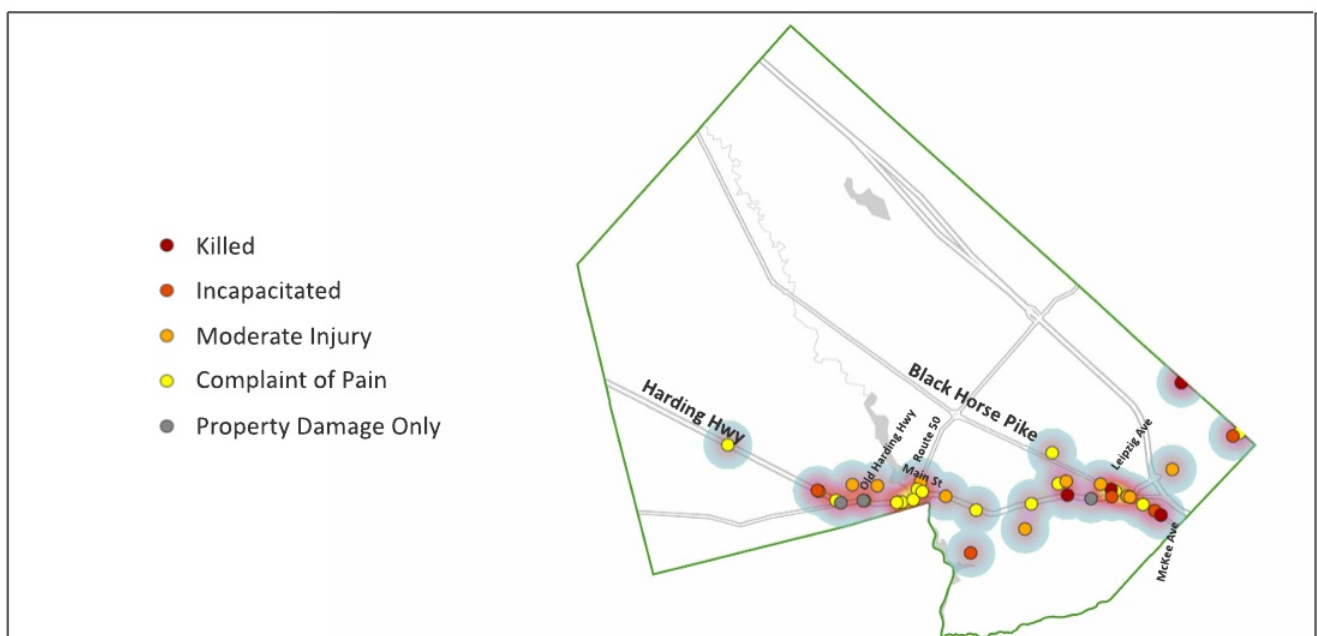 Killed
Incapacitated
Moderate Injury
Complaint of Pain
Property Damage Only
Harding Hwy
Black Horse Pike
Old Harding Hwy
Route 50
Main St
Leipzig Ave
McKee Ave